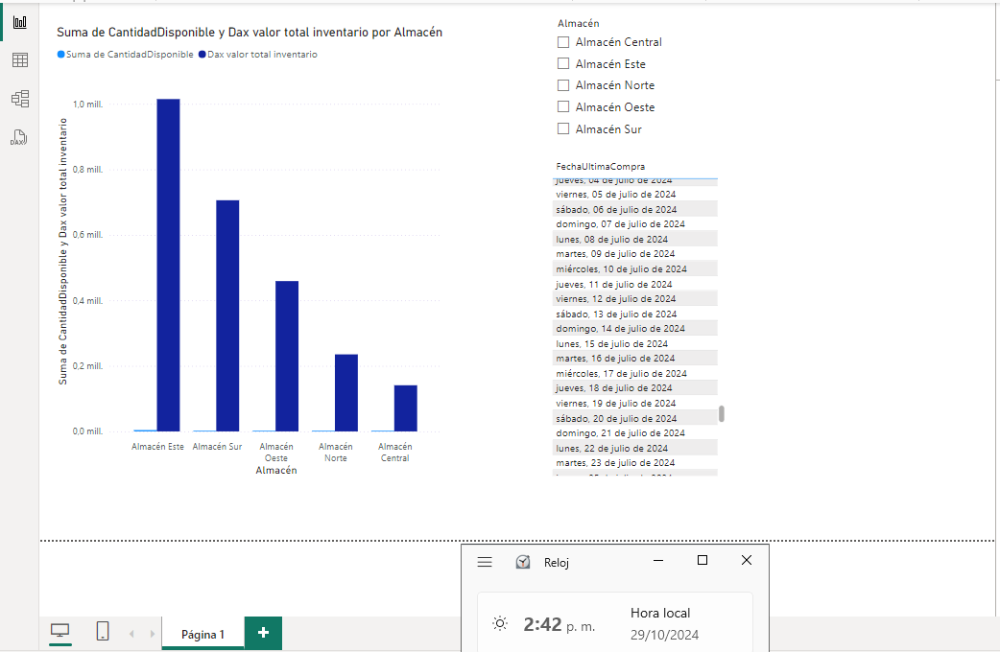 Suma de CantidadDisponible y Dax valor total inventario por Almacén
Suma de CantidadDisponible Dax valor total inventario
Suma de CantidadDisponible y Dax valor total inventario
1,0 mill.
0,8 mill.
0,6 mill.
0,4 mill.
0,2 mill.
0,0 mill.
Almacén Este
Almacén Sur
Almacén
Oeste
Almacén
Norte
Almacén
Central
Almacén
Almacén
Almacén Central
Almacén Este
Almacén Norte
Almacén Oeste
Almacén Sur
FechaUltimaCompra
jueves, 04 de julio de 2024
viernes, 05 de julio de 2024
sábado, 06 de julio de 2024
domingo, 07 de julio de 2024
lunes, 08 de julio de 2024
martes, 09 de julio de 2024
miércoles, 10 de julio de 2024
jueves, 11 de julio de 2024
viernes, 12 de julio de 2024
sábado, 13 de julio de 2024
domingo, 14 de julio de 2024
lunes, 15 de julio de 2024
martes, 16 de julio de 2024
miércoles, 17 de julio de 2024
jueves, 18 de julio de 2024
viernes, 19 de julio de 2024
sábado, 20 de julio de 2024
domingo, 21 de julio de 2024
lunes, 22 de julio de 2024
martes, 23 de julio de 2024
DAX
Reloj
2:42 p. m.
Hora local
29/10/2024
Página 1